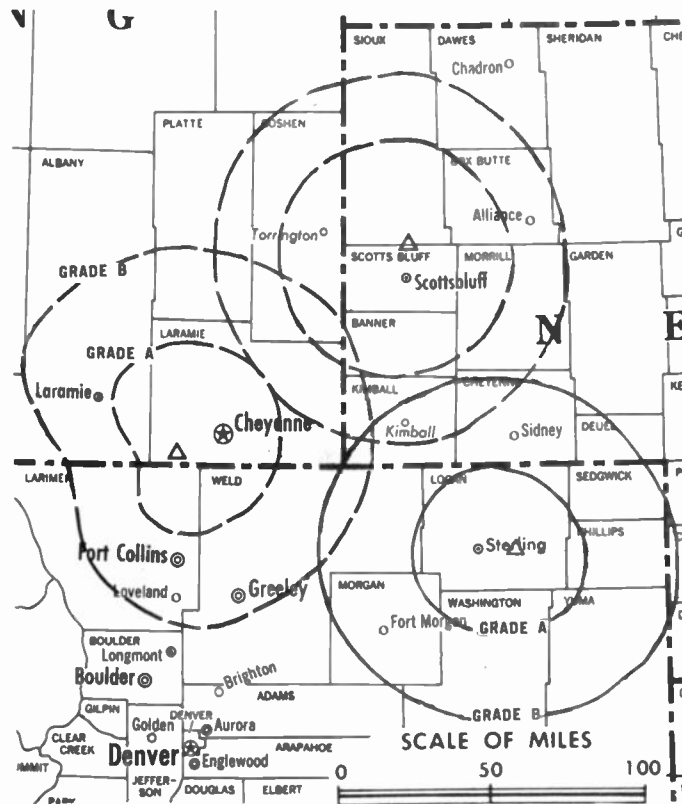 G
SIOUX
DAWES
SHERIDAN
Chadron
PLATTE
GOSHEN
ALBANY
BOX BUTTE
Alliance
Torrington
SCOTTS BLUFF
MORRILL
GARDEN
GRADE B
Scottsbluff
BANNER
N
E
LARAMIE
GRADE A
KIMBALL
CHEYENNE
Laramie
Cheyenne
Kimball
Sidney
DEUEL
LARIMER
WELD
LOGAN
SEDGWICK
PHILLIPS
Sterling
Fort Collins
Loveland
Greeley
MORGAN
WASHINGTON
YUMA
Fort Morgan
GRADE A
BOULDER
Longmont
Boulder
Brighton
ADAMS
GILPIN
GRADE B
Golden
DENVER
Aurora
CLEAR
CREEK
Denver
ARAPAHOE
SCALE OF MILES
Englewood
0 50 100
JEFFER-
SON
DOUGLAS
ELBERT